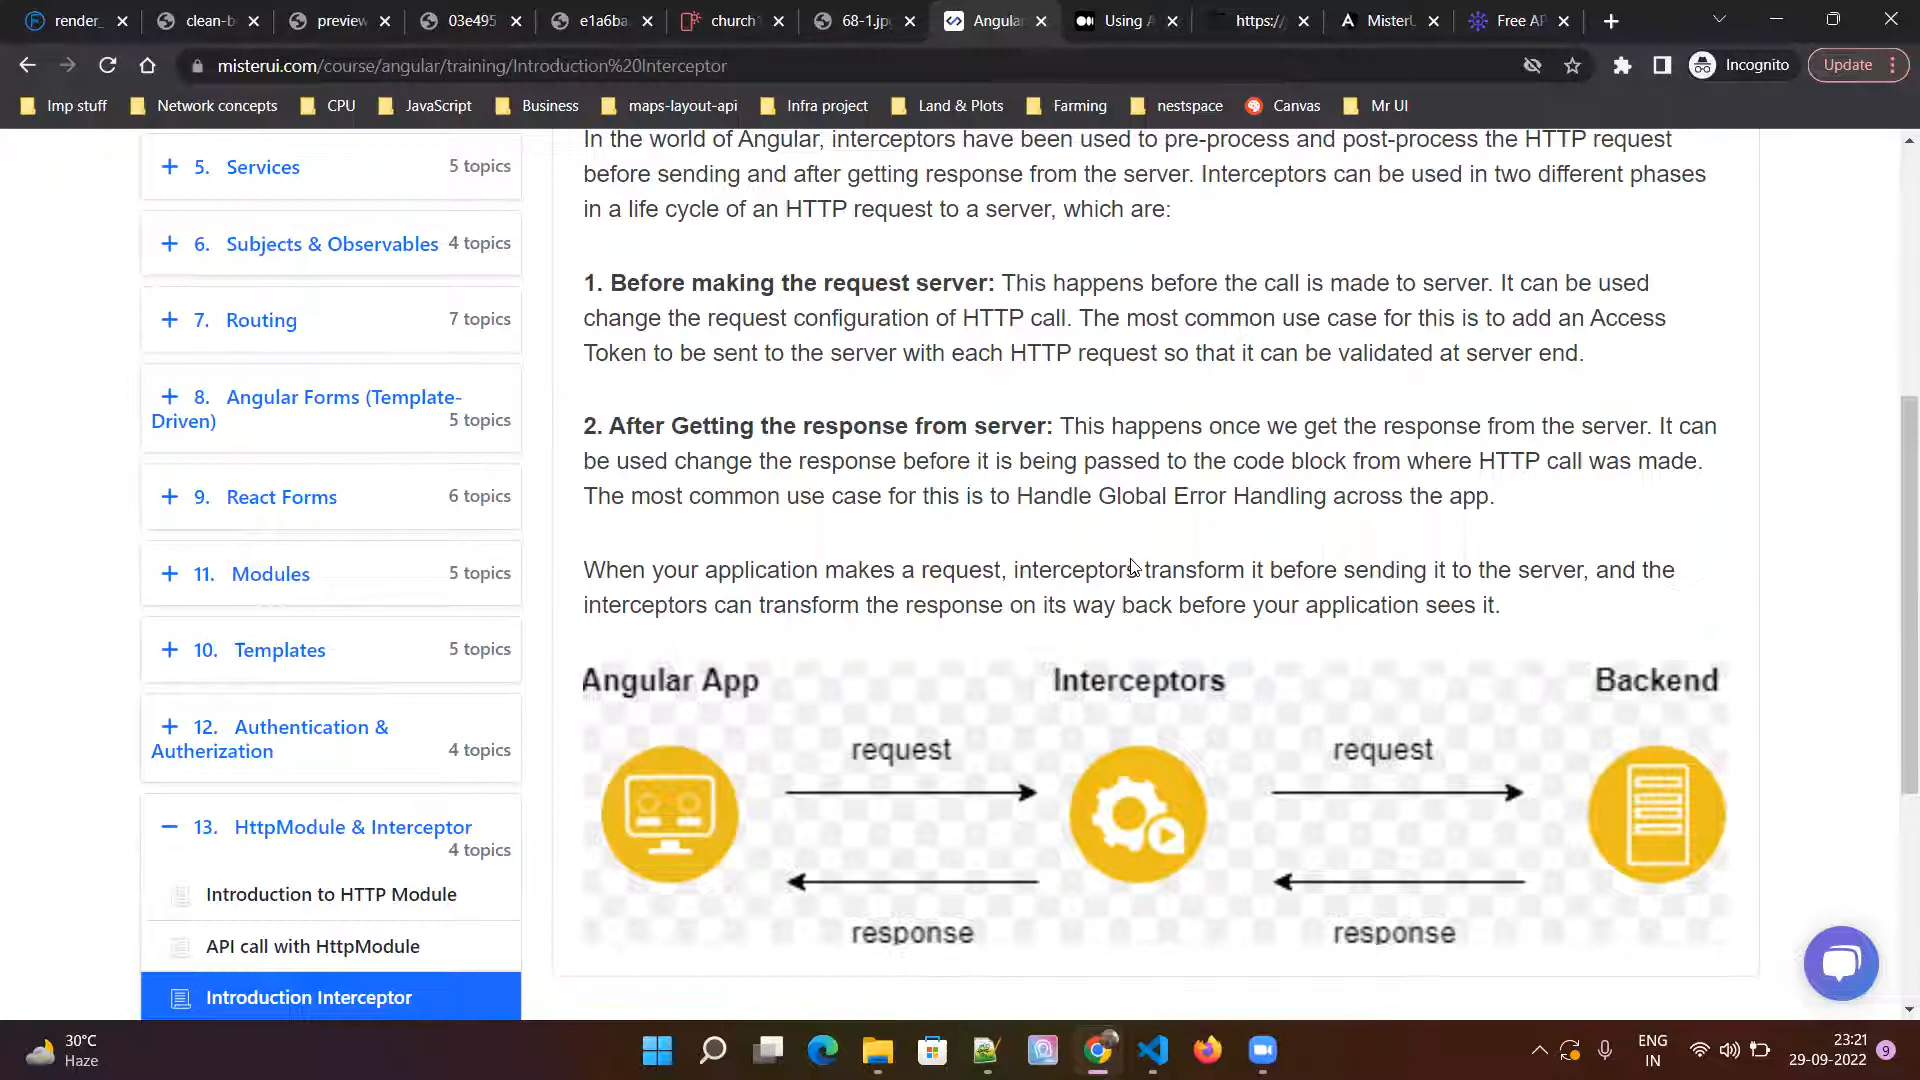 render_
clean-b
preview
03e495
e1a6ba
church
68-1.jp
Angular
Using A
https://
MisterU
Free AP
misterui.com/course/angular/training/Introduction%20Interceptor
Incognito
Update
Imp stuff
Network concepts
CPU
JavaScript
Business
maps-layout-api
Infra project
Land & Plots
Farming
nestspace
Canvas
Mr UI
5. Services 5 topics
6. Subjects & Observables 4 topics
7. Routing 7 topics
8. Angular Forms (Template-
Driven) 5 topics
9. React Forms 6 topics
11. Modules 5 topics
10. Templates 5 topics
12. Authentication &
Autherization 4 topics
13. HttpModule & Interceptor
4 topics
Introduction to HTTP Module
API call with HttpModule
Introduction Interceptor
In the world of Angular, interceptors have been used to pre-process and post-process the HTTP request
before sending and after getting response from the server. Interceptors can be used in two different phases
in a life cycle of an HTTP request to a server, which are:
1. Before making the request server: This happens before the call is made to server. It can be used
change the request configuration of HTTP call. The most common use case for this is to add an Access
Token to be sent to the server with each HTTP request so that it can be validated at server end.
2. After Getting the response from server: This happens once we get the response from the server. It can
be used change the response before it is being passed to the code block from where HTTP call was made.
The most common use case for this is to Handle Global Error Handling across the app.
When your application makes a request, interceptors transform it before sending it to the server, and the
interceptors can transform the response on its way back before your application sees it.
Angular App
Interceptors
Backend
request
request
response
response
30°C
Haze
ENG
IN
23:21
29-09-2022
9